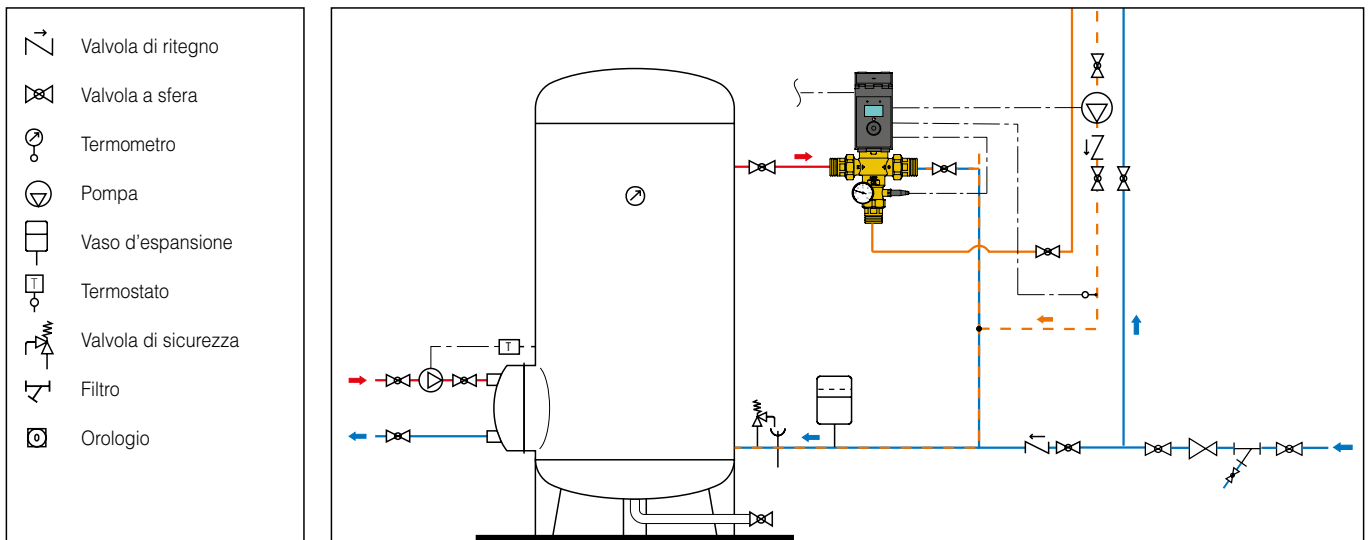 Valvola di ritegno
Valvola a sfera
Termometro
Pompa
Vaso d'espansione
T
Termostato
Valvola di sicurezza
Filtro
Orologio
T